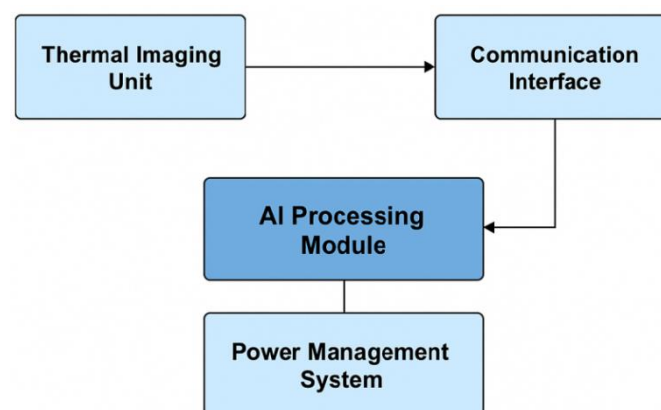 Thermal Imaging
Unit
Communication
Interface
AI Processing
Module
Power Management
System